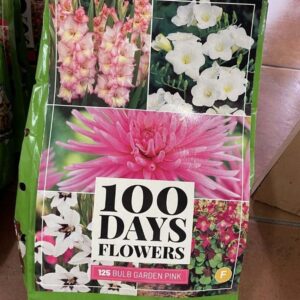 100
DAYS
FLOWERS
125 BULB GARDEN PINK
F